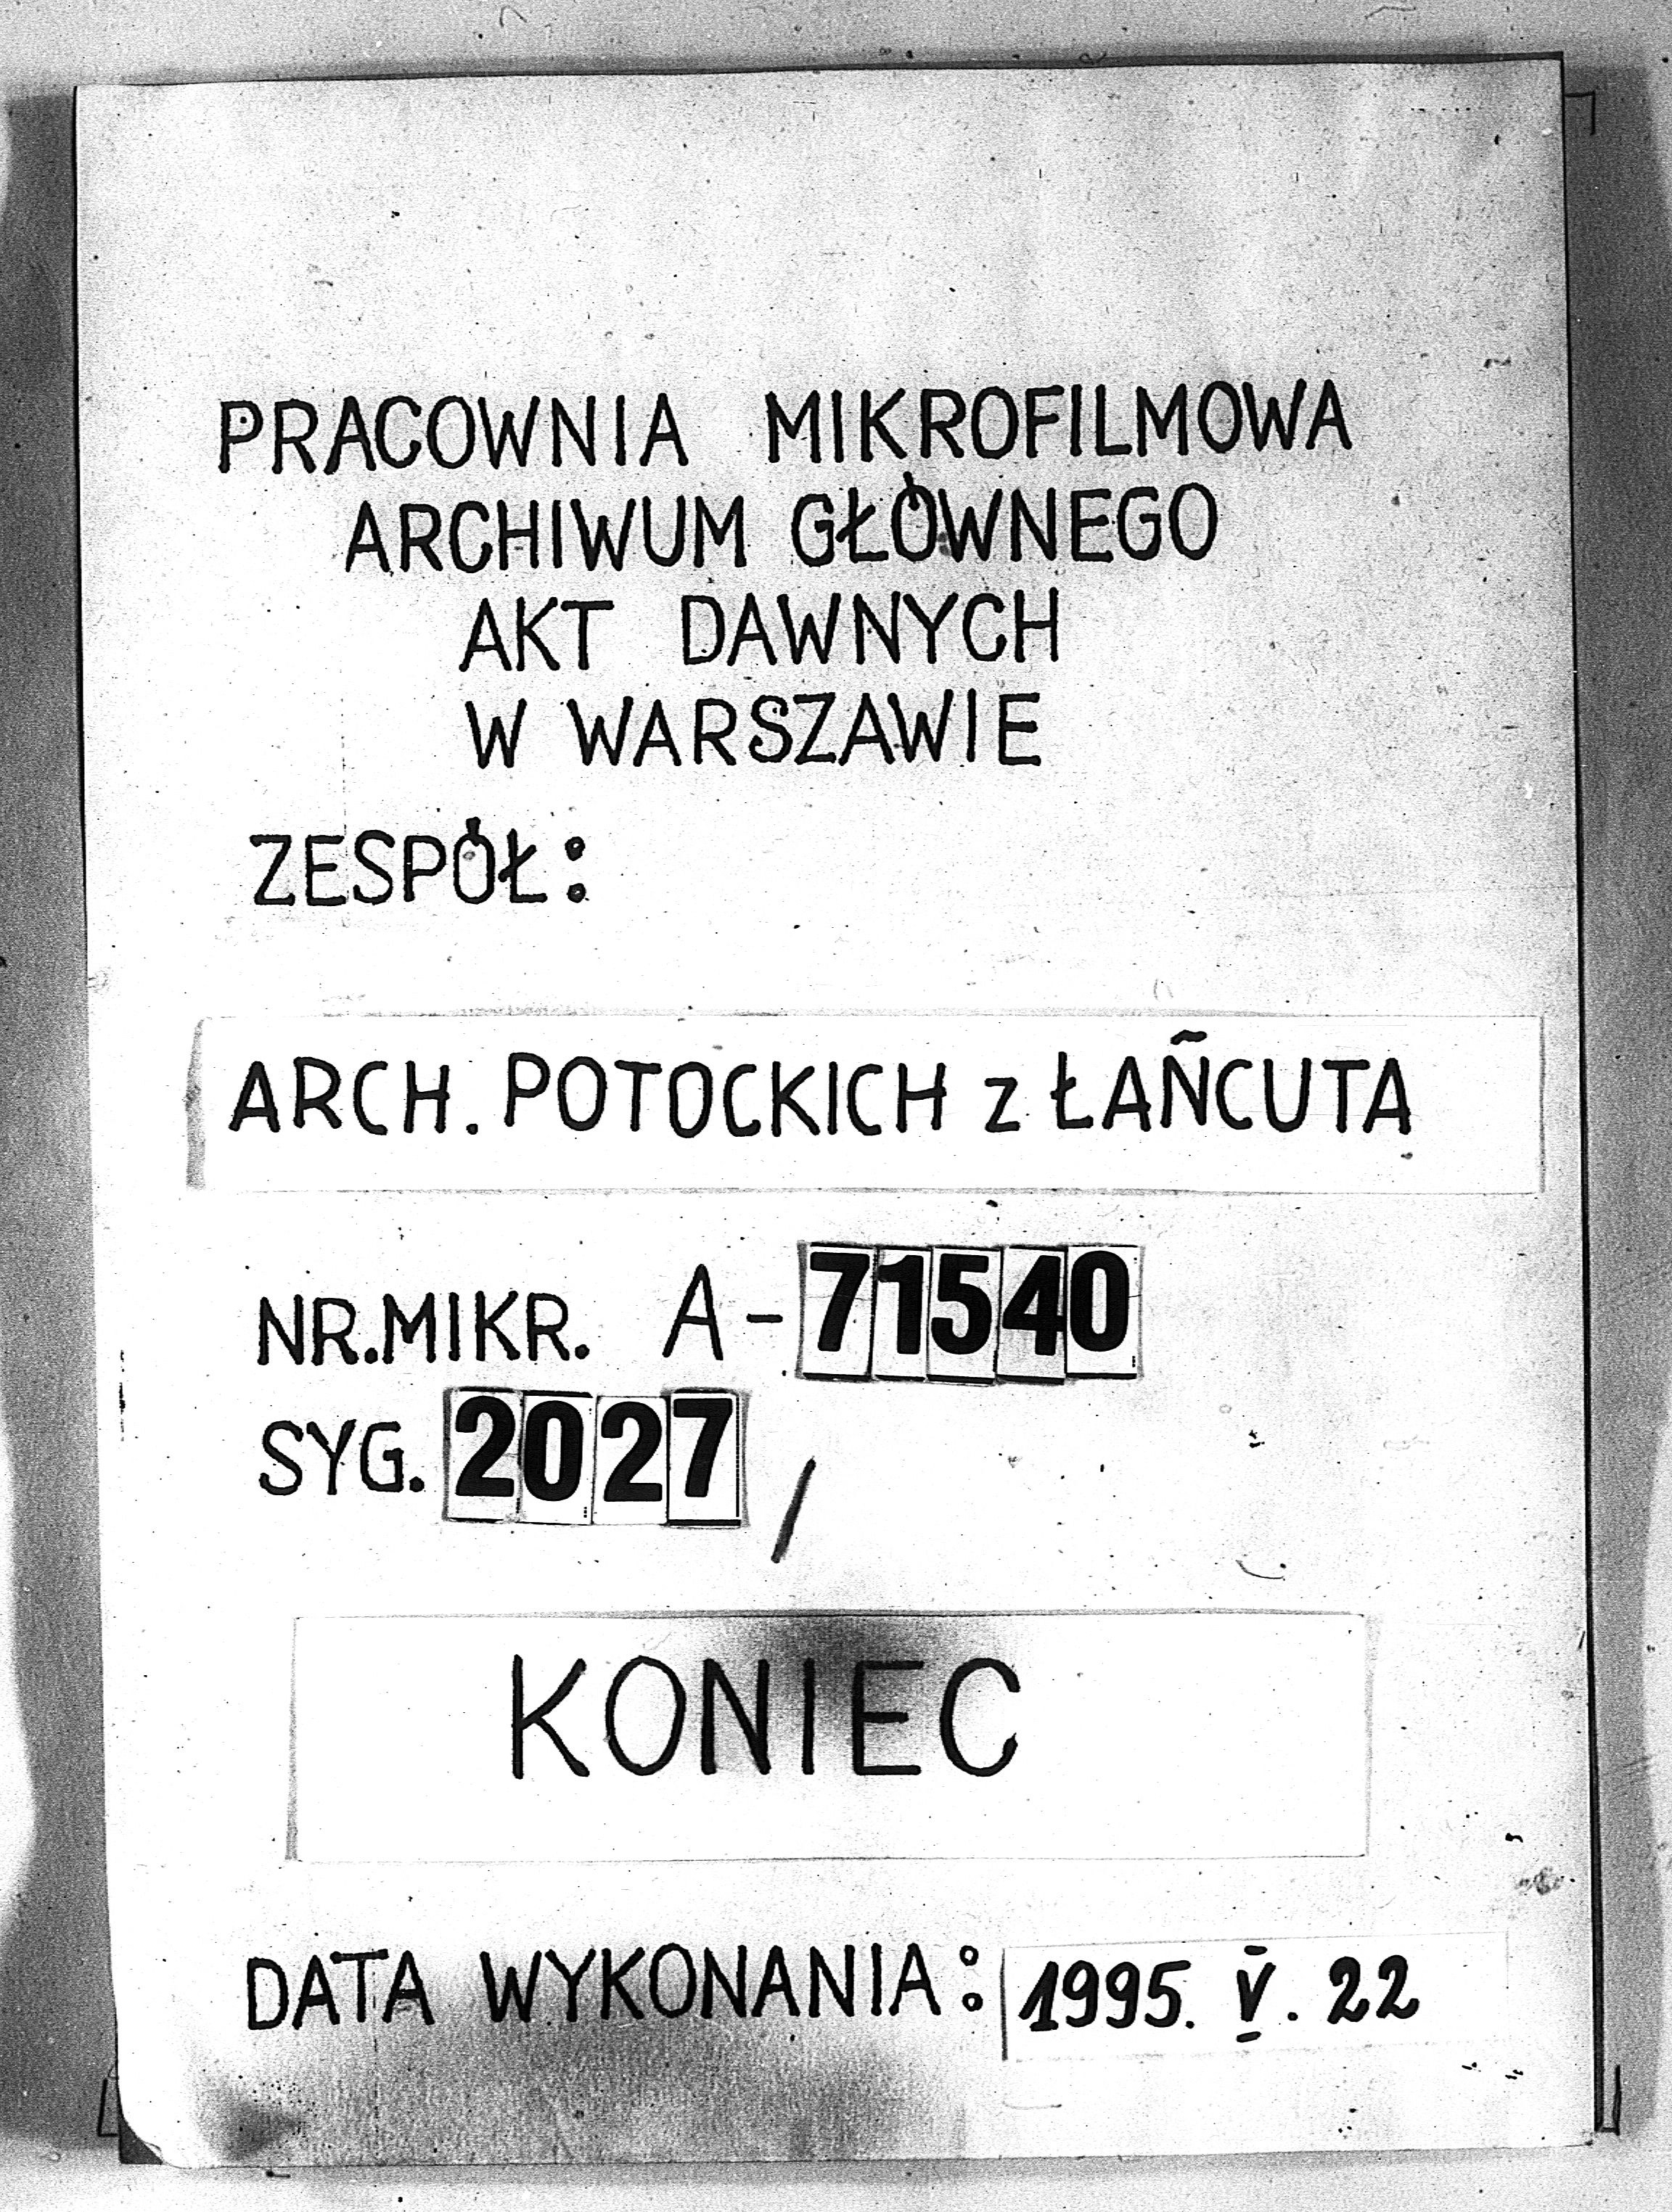 PRACOWNIA MIKROFILMOWA
ARCHIWUM GŁÓWNEGO
AKT DAWNYCH
W WARSZAWIE
ZESPÓŁ:
ARCH. POTOCKICH z ŁAÑCUTA
NR.MIKR. A-71540
SYG. 2027/
KONIEC
DATA WYKONANIA: 1995. V. 22